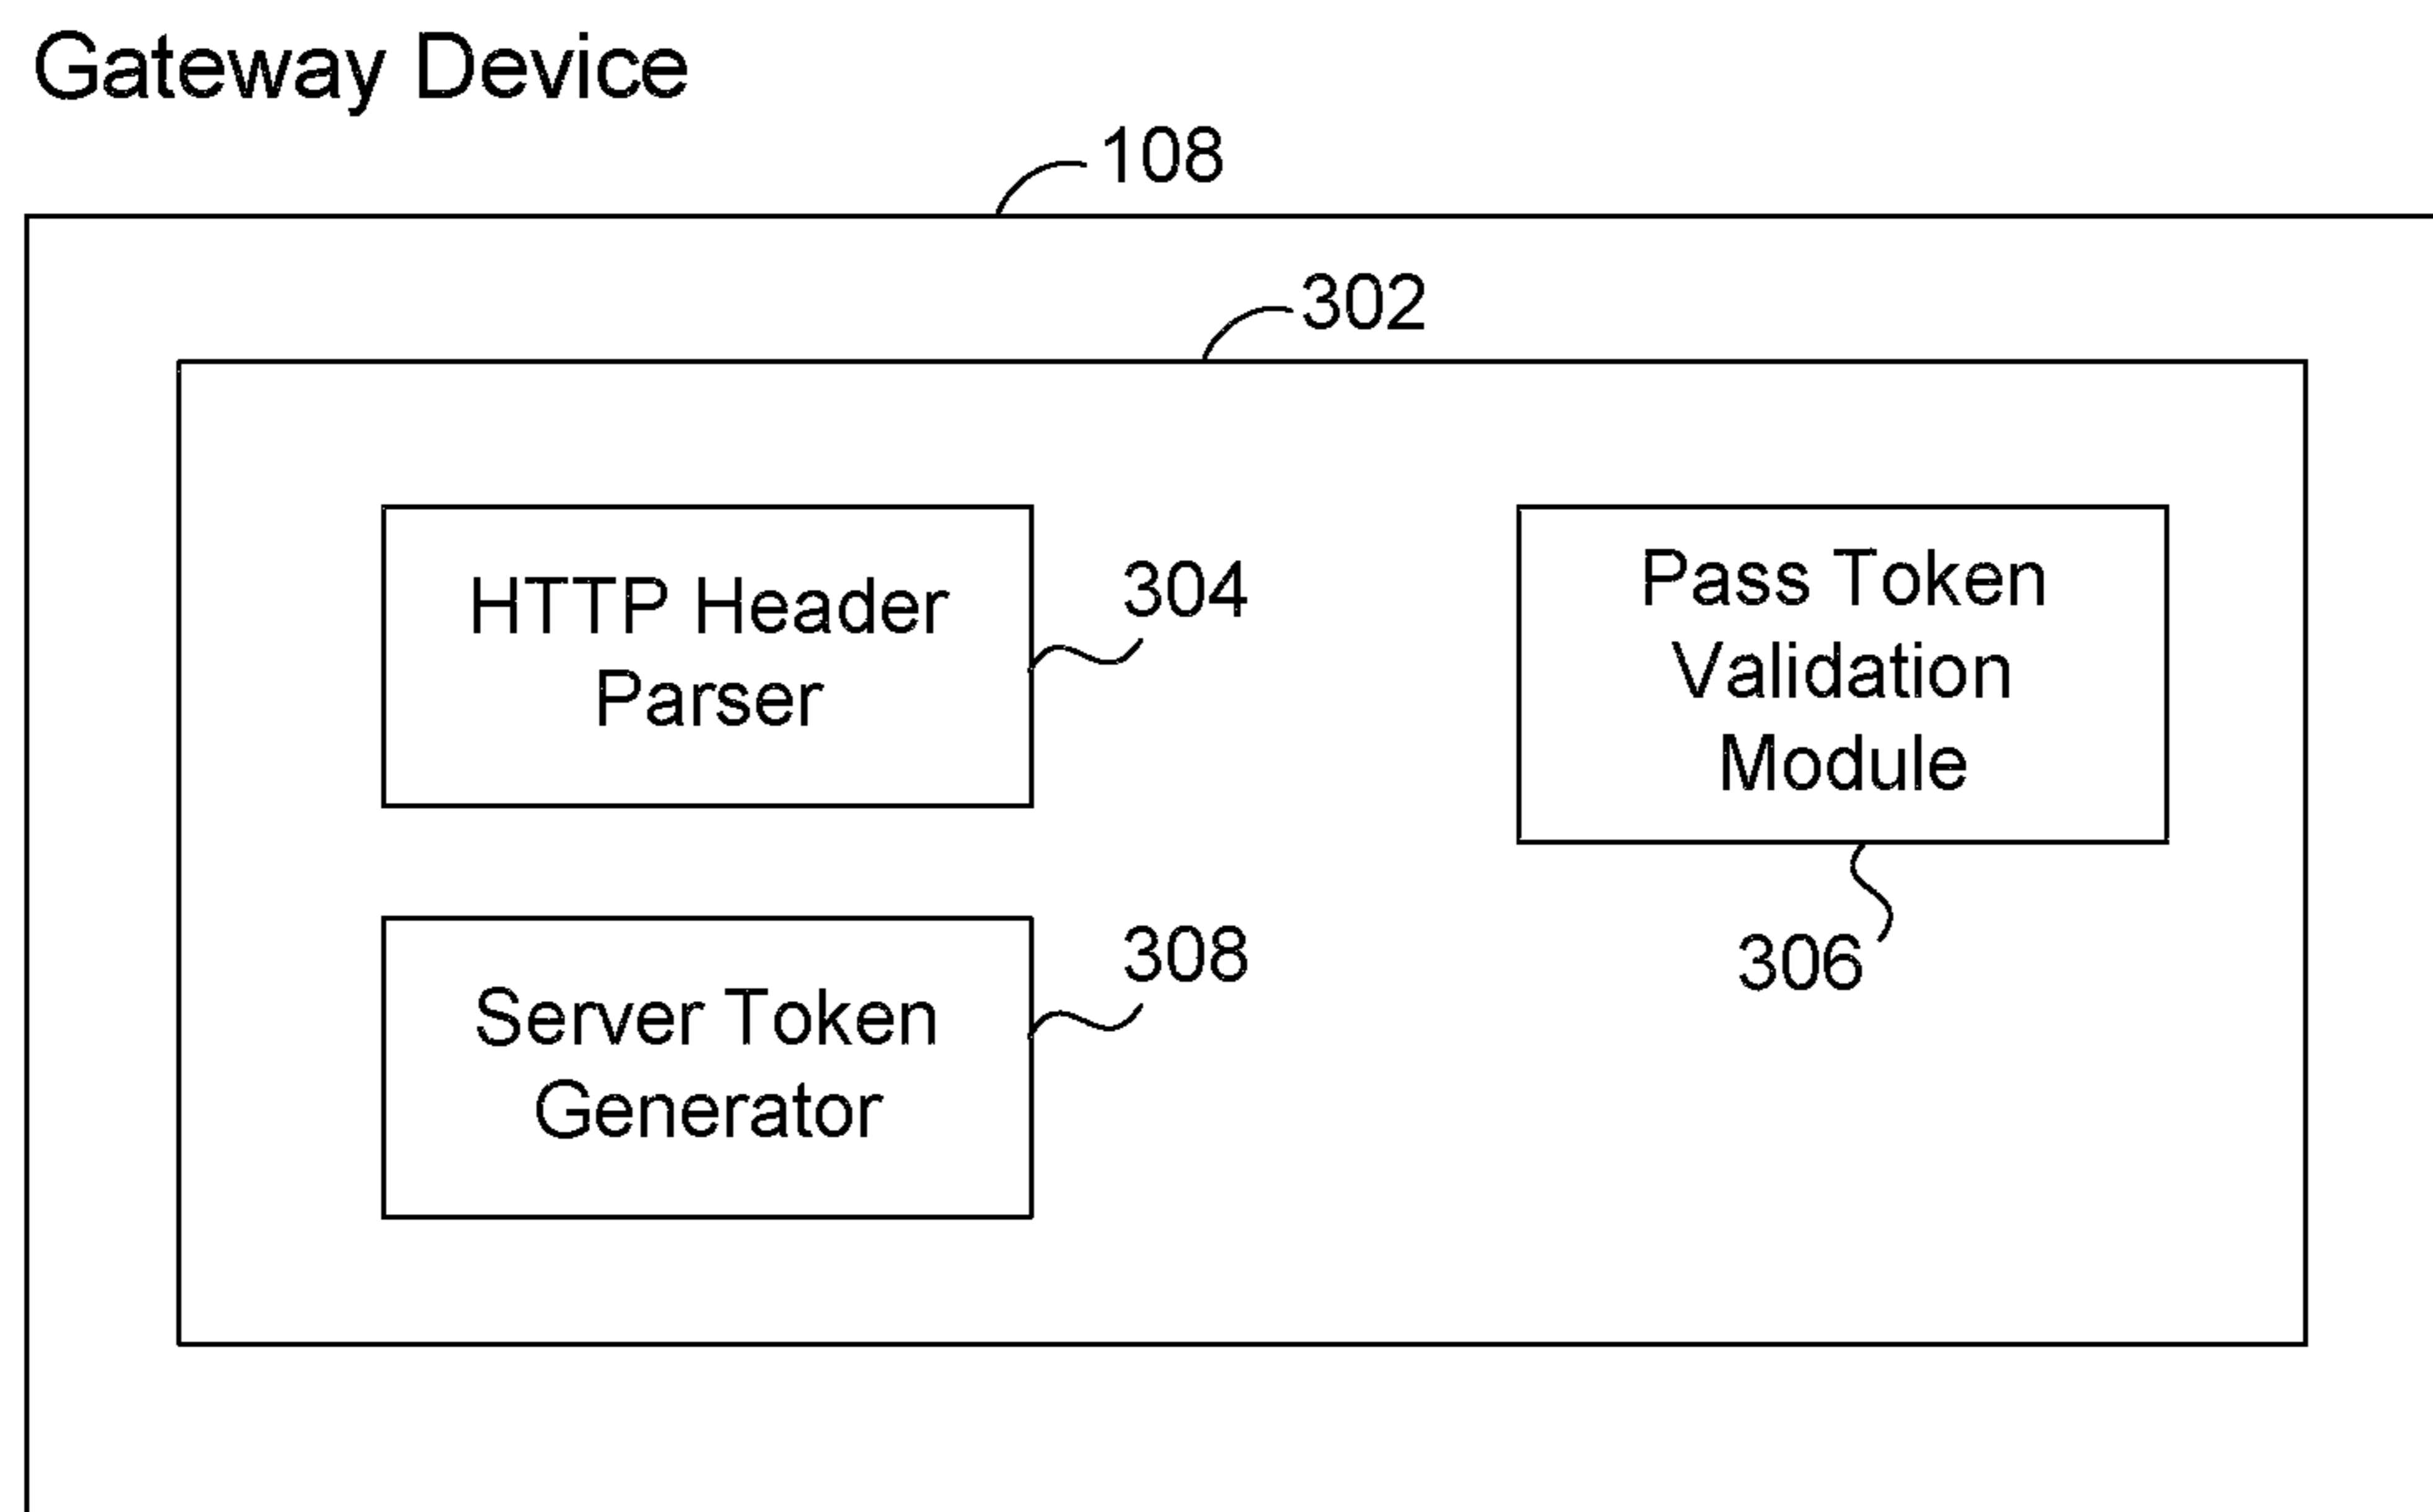 Gateway Device
108
302
HTTP Header
Parser
304
Pass Token
Validation
Module
306
Server Token
Generator
308